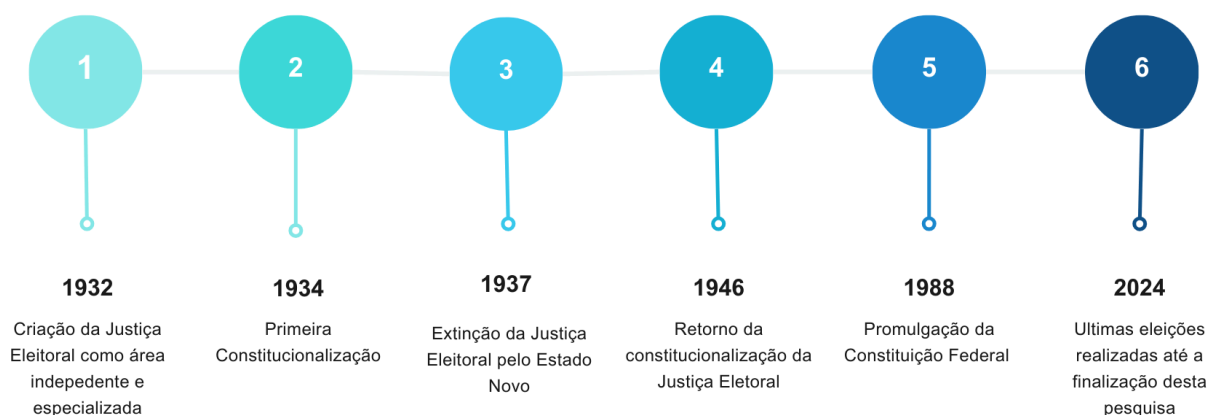 1
2
3
4
5
6
1932
Criação da Justiça
Eleitoral como área
indepedente e
especializada
1934
Primeira
Constitucionalização
1937
Extinção da Justiça
Eleitoral pelo Estado
Novo
1946
Retorno da
constitucionalização da
Justiça Eletoral
1988
Promulgação da
Constituição Federal
2024
Ultimas eleições
realizadas até a
finalização desta
pesquisa